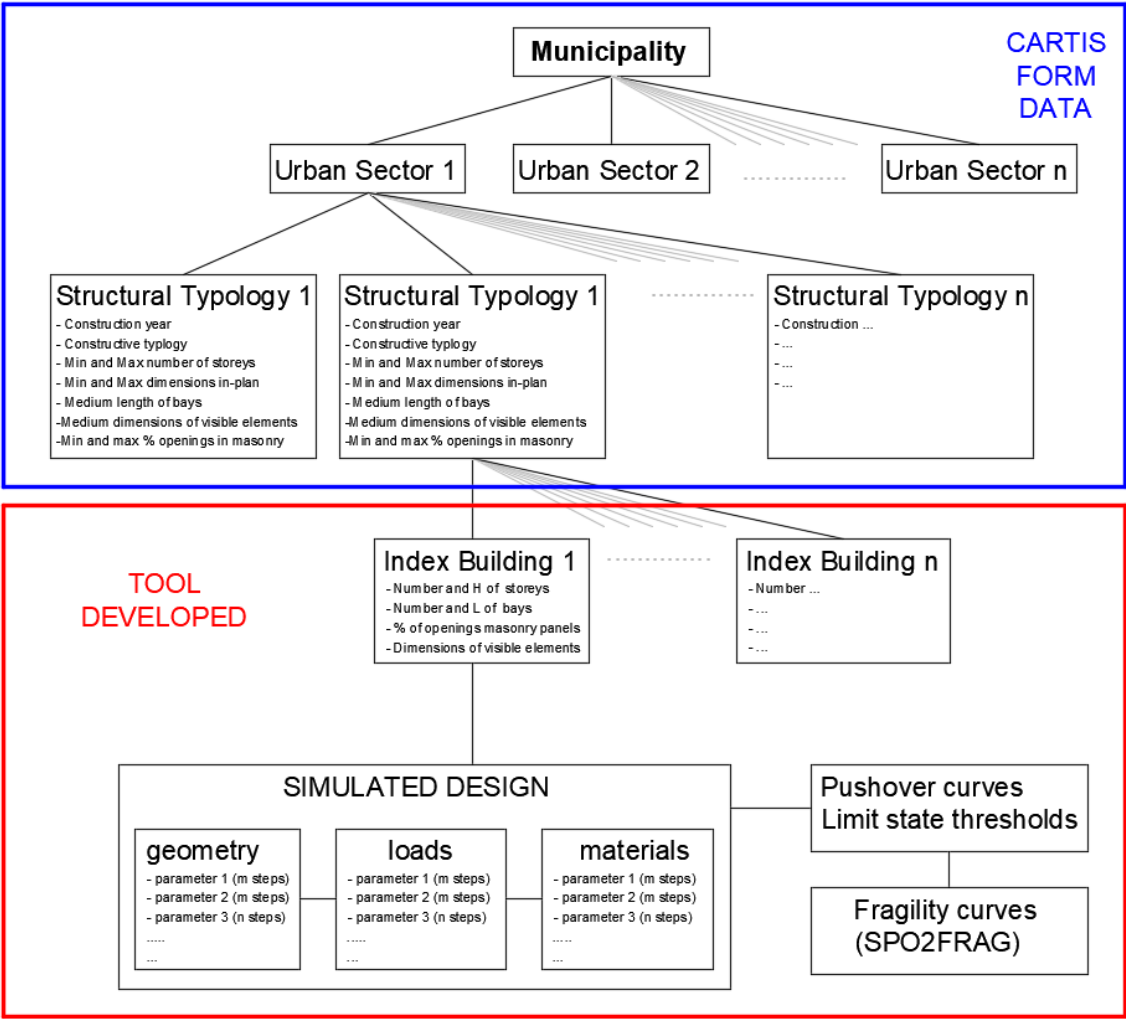 Municipality
CARTIS
FORM
DATA
Urban Sector 1
Urban Sector 2
Urban Sector n
Structural Typology 1
- Construction year
- Constructive typlogy
- Min and Max number of storeys
- Min and Max dimensions in-plan
- Medium length of bays
-Medium dimensions of visible elements
-Min and max % openings in masonry
Structural Typology 1
- Construction year
- Constructive typlogy
- Min and Max number of storeys
- Min and Max dimensions in-plan
- Medium length of bays
-Medium dimensions of visible elements
-Min and max % openings in masonry
Structural Typology n
- Construction ...
- ...
- ...
- ...
TOOL
DEVELOPED
Index Building 1
- Number and H of storeys
- Number and L of bays
- % of openings masonry panels
- Dimensions of visible elements
Index Building n
- Number ...
- ...
- ...
- ...
SIMULATED DESIGN
geometry
- parameter 1 (m steps)
- parameter 2 (m steps)
- parameter 3 (n steps)
.....
...
loads
- parameter 1 (m steps)
- parameter 2 (m steps)
- parameter 3 (n steps)
.....
...
materials
- parameter 1 (m steps)
- parameter 2 (m steps)
- parameter 3 (n steps)
.....
...
Pushover curves
Limit state thresholds
Fragility curves
(SPO2FRAG)